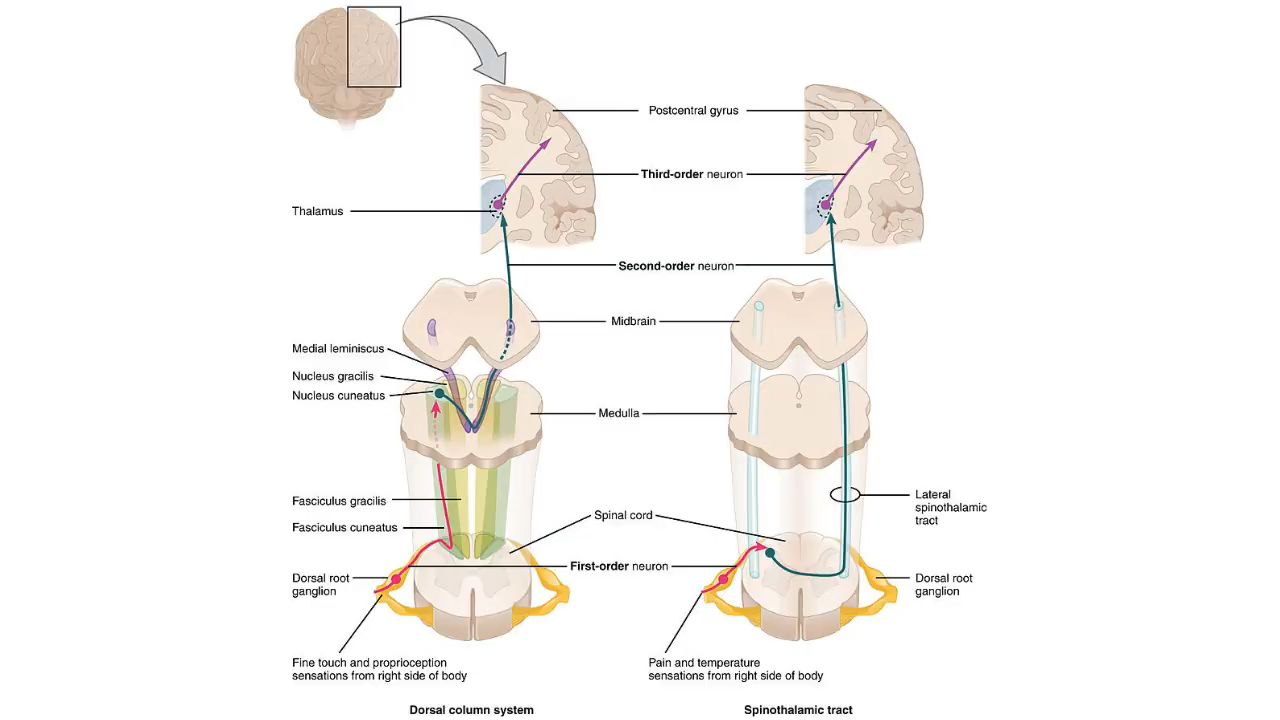 Postcentral gyrus
Third-order neuron
Thalamus
Second-order neuron
Midbrain
Medial leminiscus
Nucleus gracilis
Nucleus cuneatus
Medulla
Fasciculus gracilis
Fasciculus cuneatus
Spinal cord
Lateral
spinothalamic
tract
First-order neuron
Dorsal root
ganglion
Dorsal root
ganglion
Fine touch and proprioception
sensations from right side of body
Pain and temperature
sensations from right side of body
Dorsal column system
Spinothalamic tract